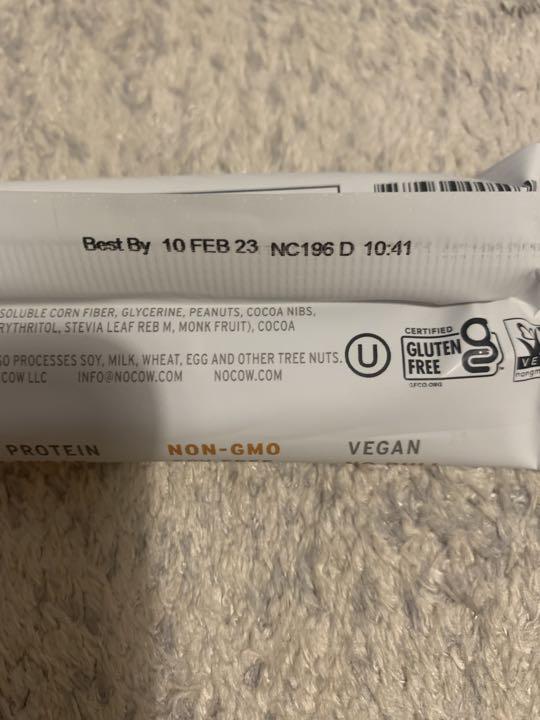 Best By 10 FEB 23 NC196 D 10:41
SOLUBLE CORN FIBER, GLYCERINE, PEANUTS, COCOA NIBS,
RYTHRITOL, STEVIA LEAF REB M, MONK FRUIT), COCOA
SO PROCESSES SOY, MILK, WHEAT, EGG AND OTHER TREE NUTS.
COW LLC INFO@NOCOW.COM NOCOW.COM
U
CERTIFIED
GLUTEN
FREE
GFCO.ORG
VE
nongm
PROTEIN NON-GMO VEGAN